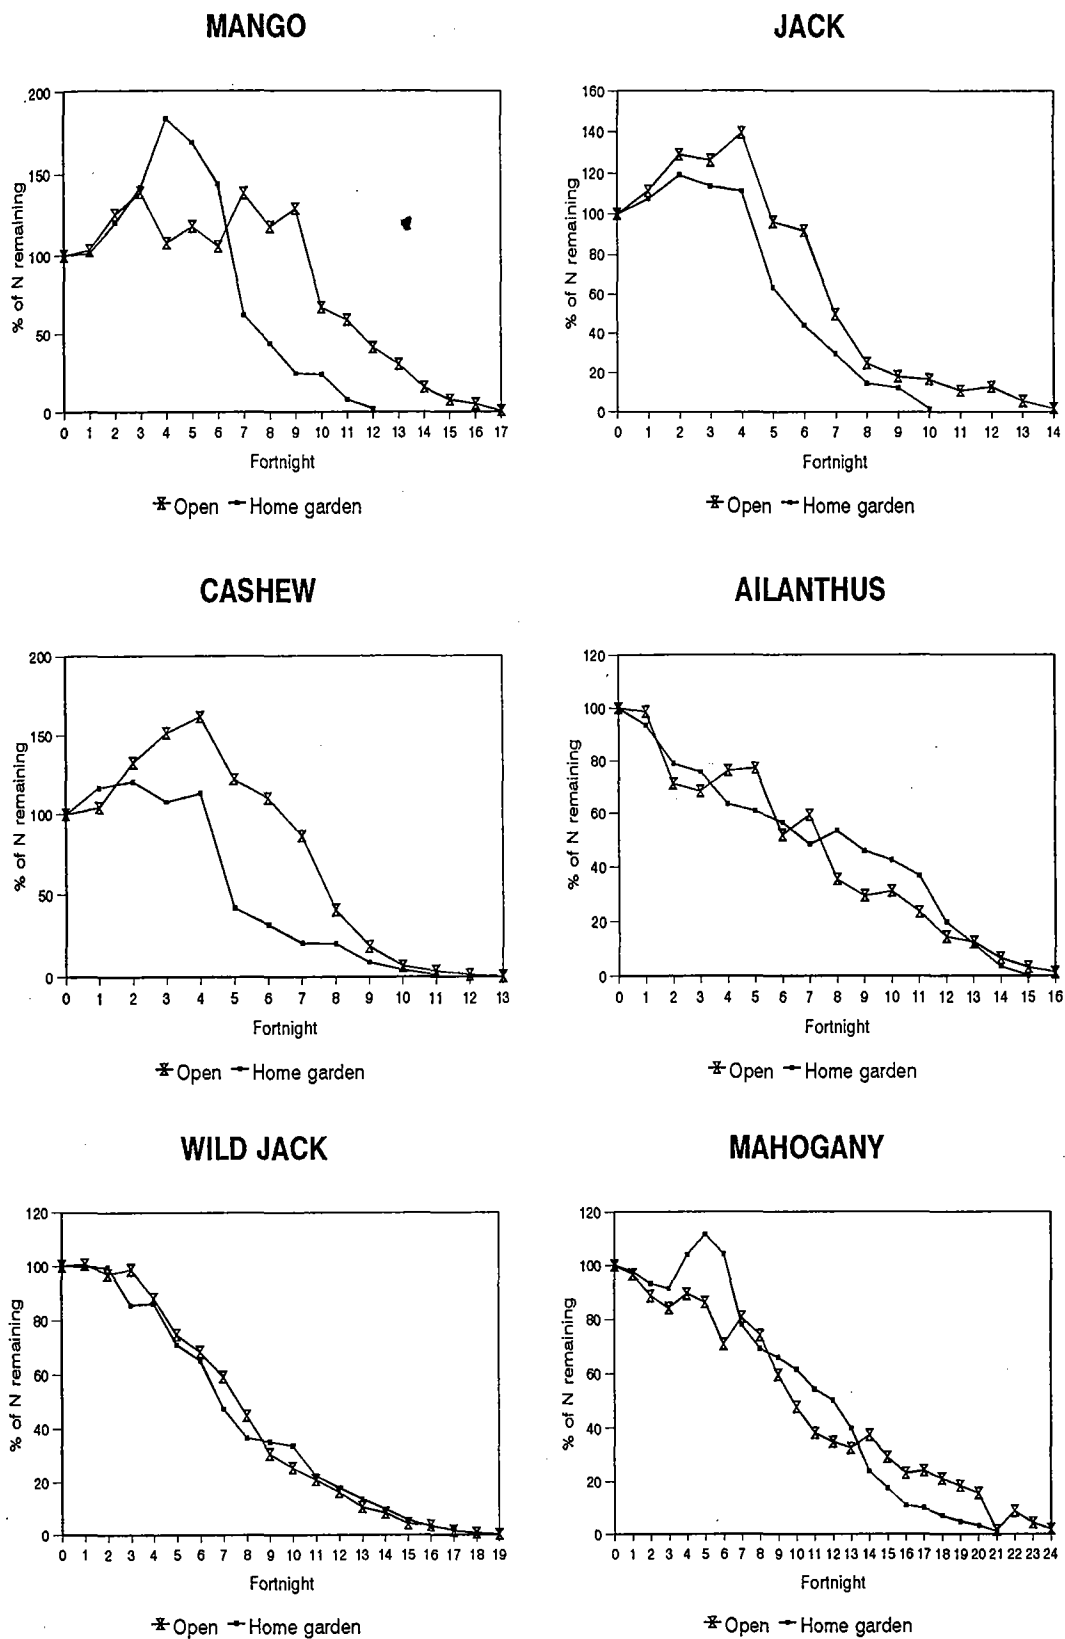 MANGO
200
150
100
50
0
% of N remaining
0 1 2 3 4 5 6 7 8 9 10 11 12 13 14 15 16 17
Fortnight
Open Home garden
JACK
160
140
120
100
80
60
40
20
0
% of N remaining
0 1 2 3 4 5 6 7 8 9 10 11 12 13 14
Fortnight
Open Home garden
CASHEW
200
150
100
50
0
% of N remaining
0 1 2 3 4 5 6 7 8 9 10 11 12 13
Fortnight
Open Home garden
AILANTHUS
120
100
80
60
40
20
0
% of N remaining
0 1 2 3 4 5 6 7 8 9 10 11 12 13 14 15 16
Fortnight
Open Home garden
WILD JACK
120
100
80
60
40
20
0
% of N remaining
0 1 2 3 4 5 6 7 8 9 10 11 12 13 14 15 16 17 18 19
Fortnight
Open Home garden
MAHOGANY
120
100
80
60
40
20
0
% of N remaining
0 1 2 3 4 5 6 7 8 9 10 11 12 13 14 15 16 17 18 19 20 21 22 23 24
Fortnight
Open Home garden